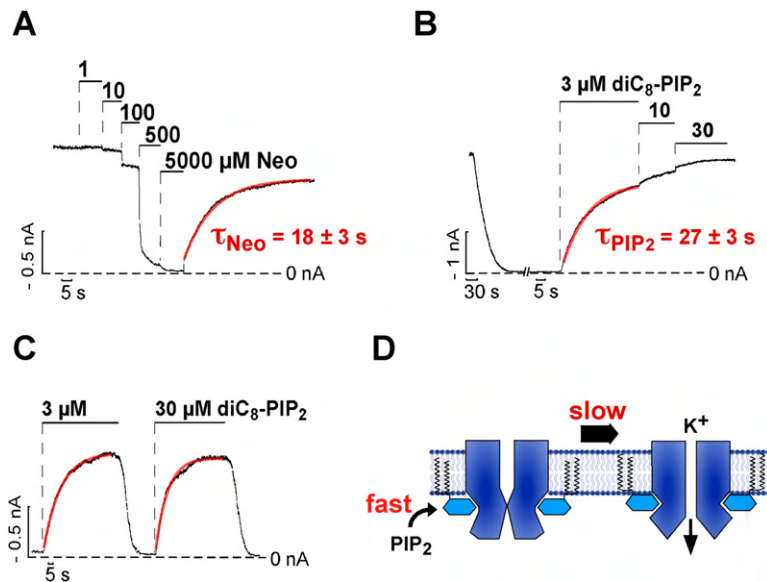 A
1
10
100
500
5000 µM Neo
τNeo = 18 ± 3 s
- 0.5 nA
0 nA
5 s
B
3 µM diC8-PIP2
10
30
τPIP2 = 27 ± 3 s
- 1 nA
0 nA
30 s
5 s
C
3 µM
30 µM diC8-PIP2
- 0.5 nA
0 nA
5 s
D
slow
K+
fast
PIP2